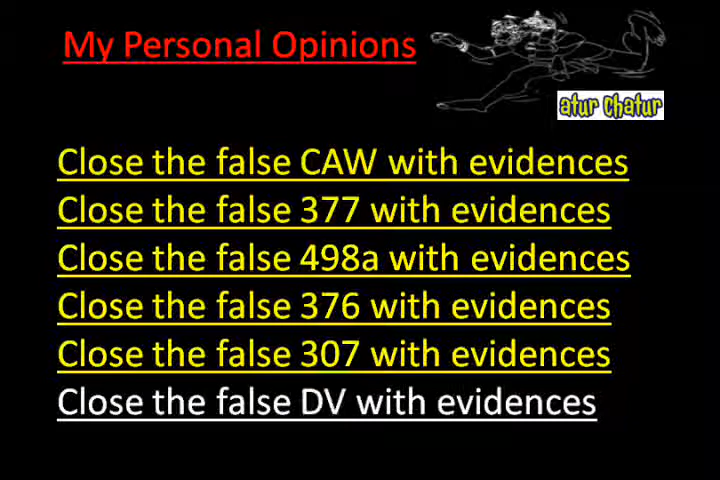 My Personal Opinions
atur chatur
Close the false CAW with evidences
Close the false 377 with evidences
Close the false 498a with evidences
Close the false 376 with evidences
Close the false 307 with evidences
Close the false DV with evidences